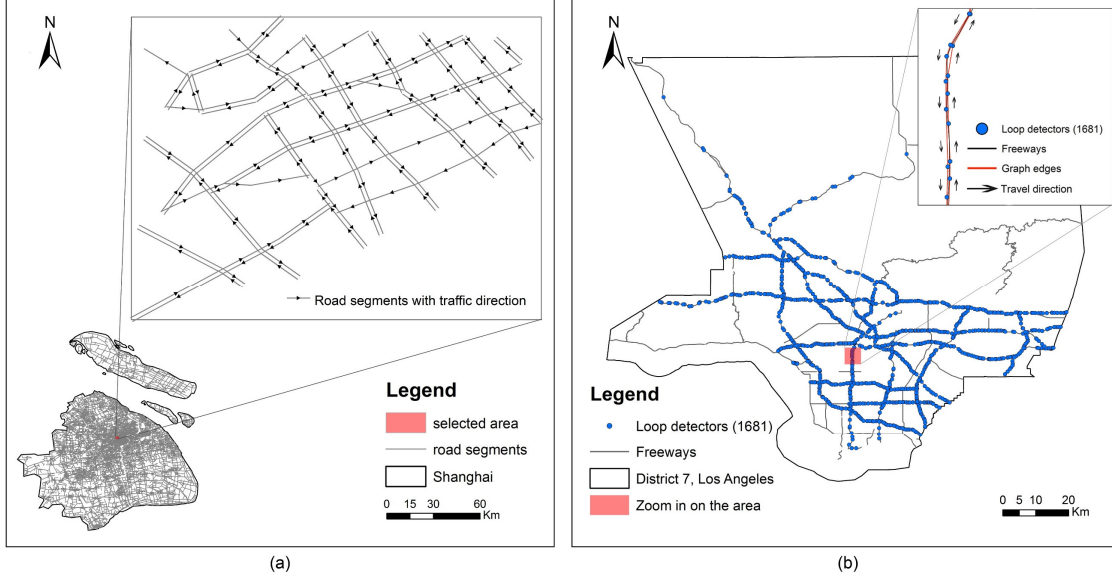 N
Road segments with traffic direction
Legend
selected area
road segments
Shanghai
0 15 30 45 60
Km
(a)
N
Loop detectors (1681)
Freeways
Graph edges
Travel direction
Legend
Loop detectors (1681)
Freeways
District 7, Los Angeles
Zoom in on the area
0 5 10 20
Km
(b)